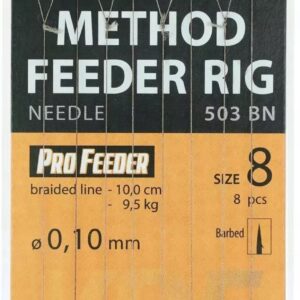 METHOD
FEEDER RIG
NEEDLE 503 BN
PRO FEEDER
braided line - 10,0 cm
- 9,5 kg
SIZE 8
8 pcs
ø 0,10 mm
Barbed